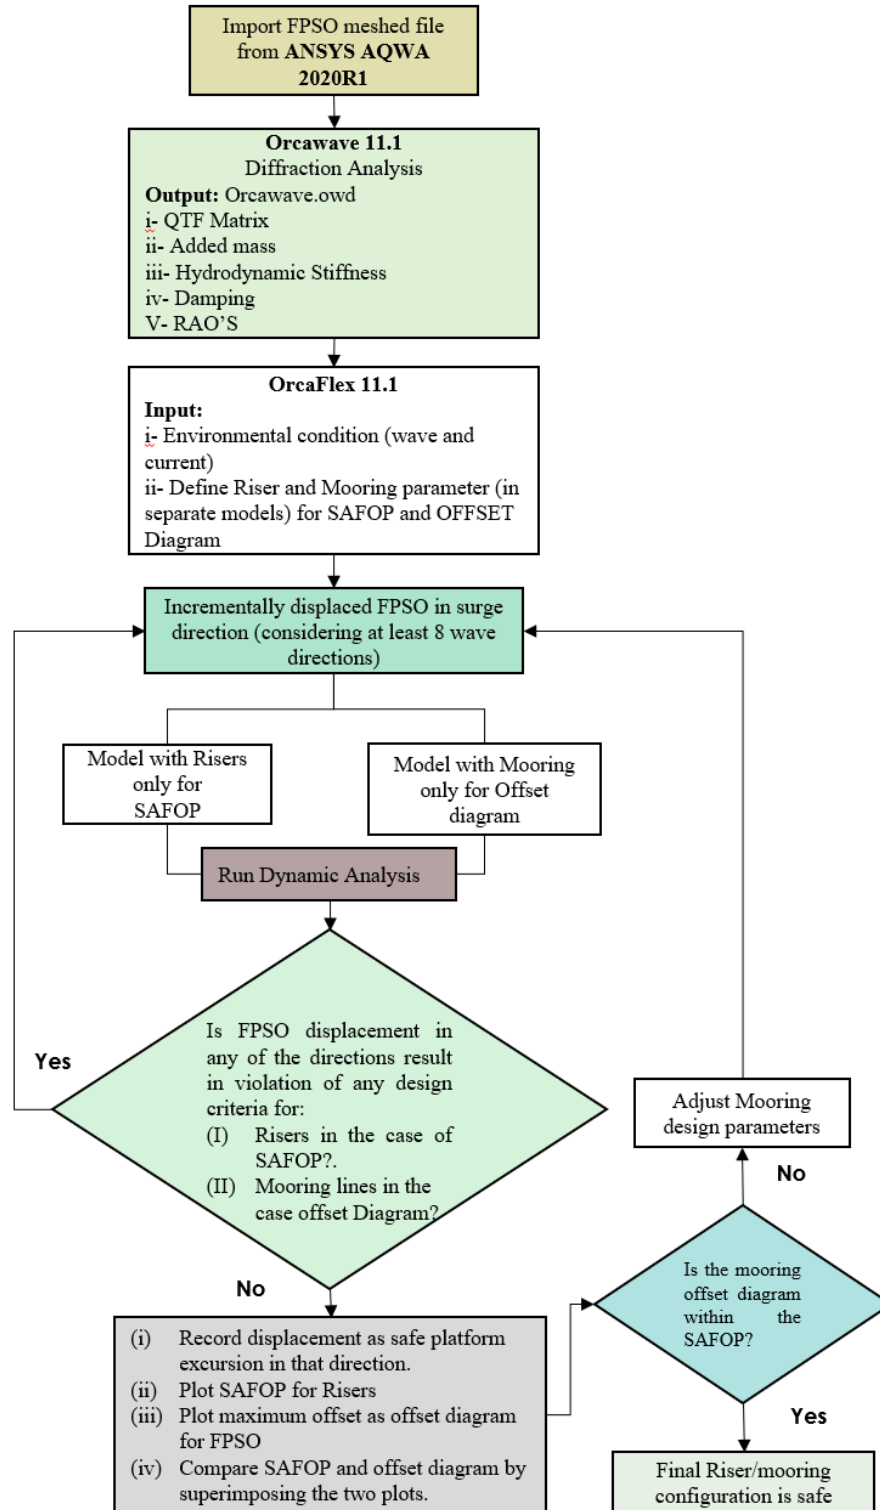 Import FPSO meshed file
from ANSYS AQWA
2020R1
Orcawave 11.1
Diffraction Analysis
Output: Orcawave.owd
i- QTF Matrix
ii- Added mass
iii- Hydrodynamic Stiffness
iv- Damping
V- RAO'S
OrcaFlex 11.1
Input:
i- Environmental condition (wave and
current)
ii- Define Riser and Mooring parameter (in
separate models) for SAFOP and OFFSET
Diagram
Incrementally displaced FPSO in surge
direction (considering at least 8 wave
directions)
Model with Risers
only for
SAFOP
Model with Mooring
only for Offset
diagram
Run Dynamic Analysis
Is FPSO displacement in
any of the directions result
in violation of any design
criteria for:
(I) Risers in the case of
SAFOP?.
(II) Mooring lines in the
case offset Diagram?
Yes
No
(i) Record displacement as safe platform
excursion in that direction.
(ii) Plot SAFOP for Risers
(iii) Plot maximum offset as offset diagram
for FPSO
(iv) Compare SAFOP and offset diagram by
superimposing the two plots.
Is the mooring
offset diagram
within the
SAFOP?
No
Adjust Mooring
design parameters
Yes
Final Riser/mooring
configuration is safe